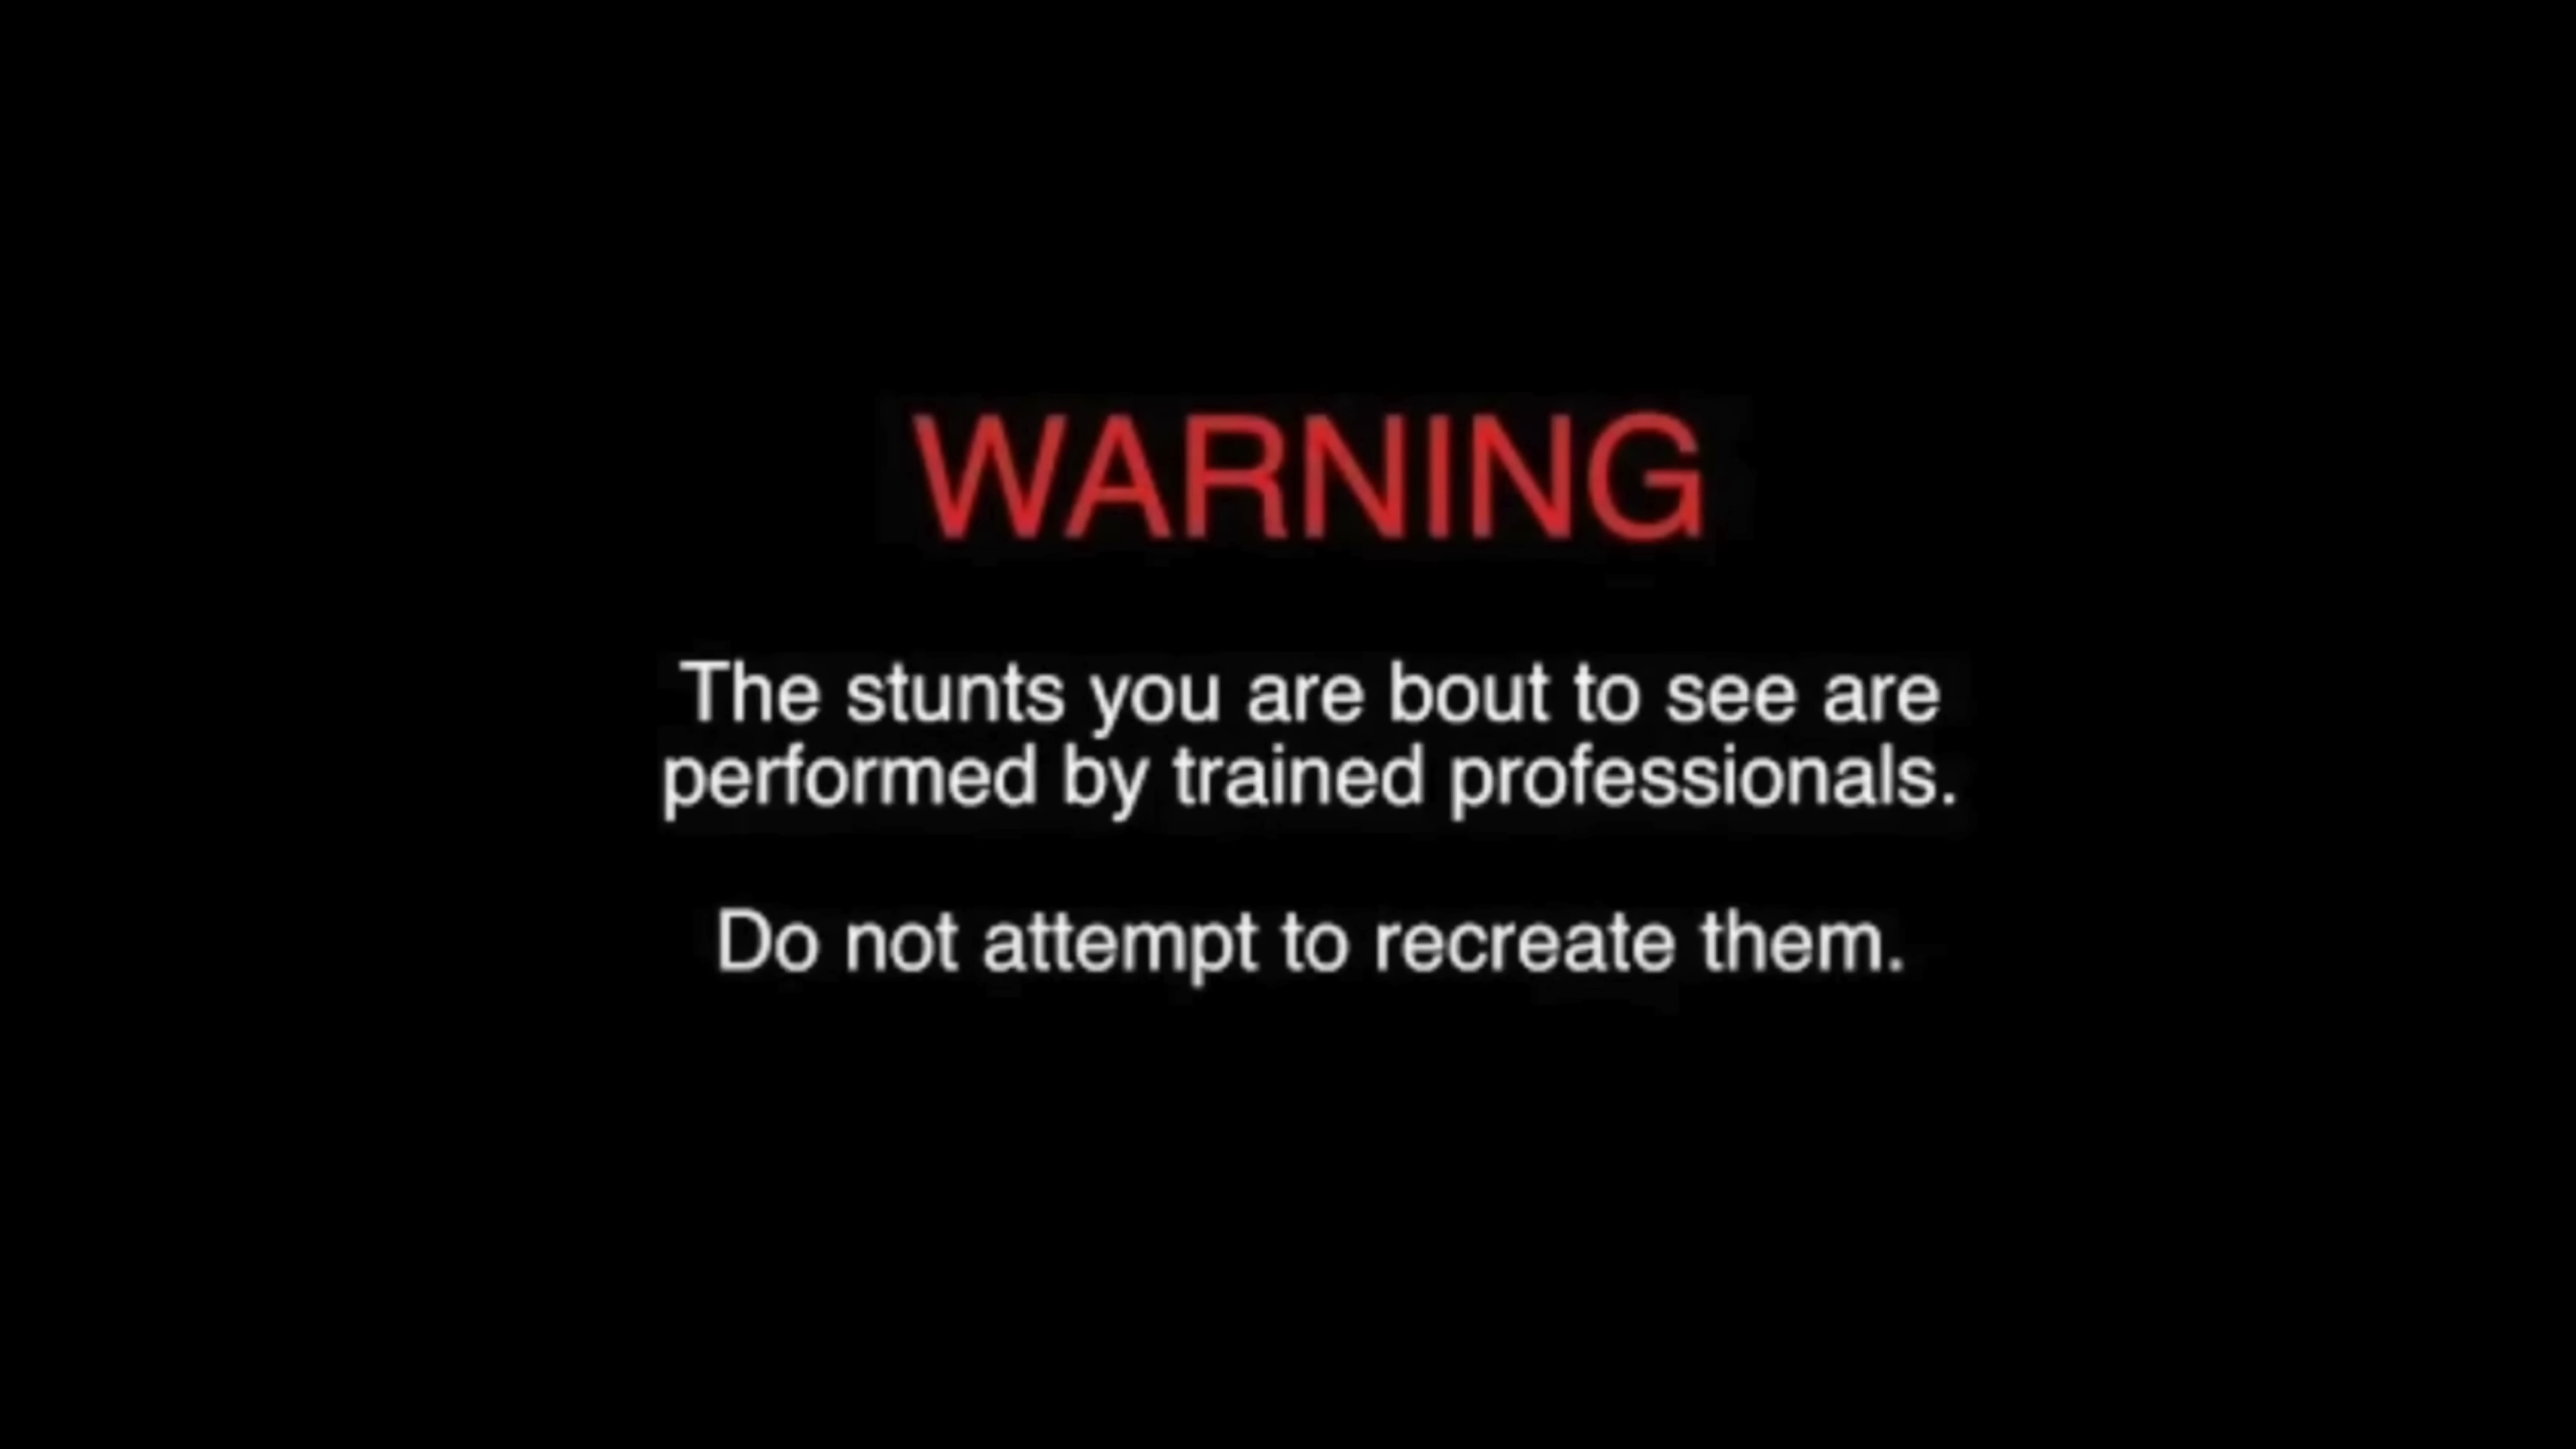 WARNING
The stunts you are bout to see are
performed by trained professionals.
Do not attempt to recreate them.